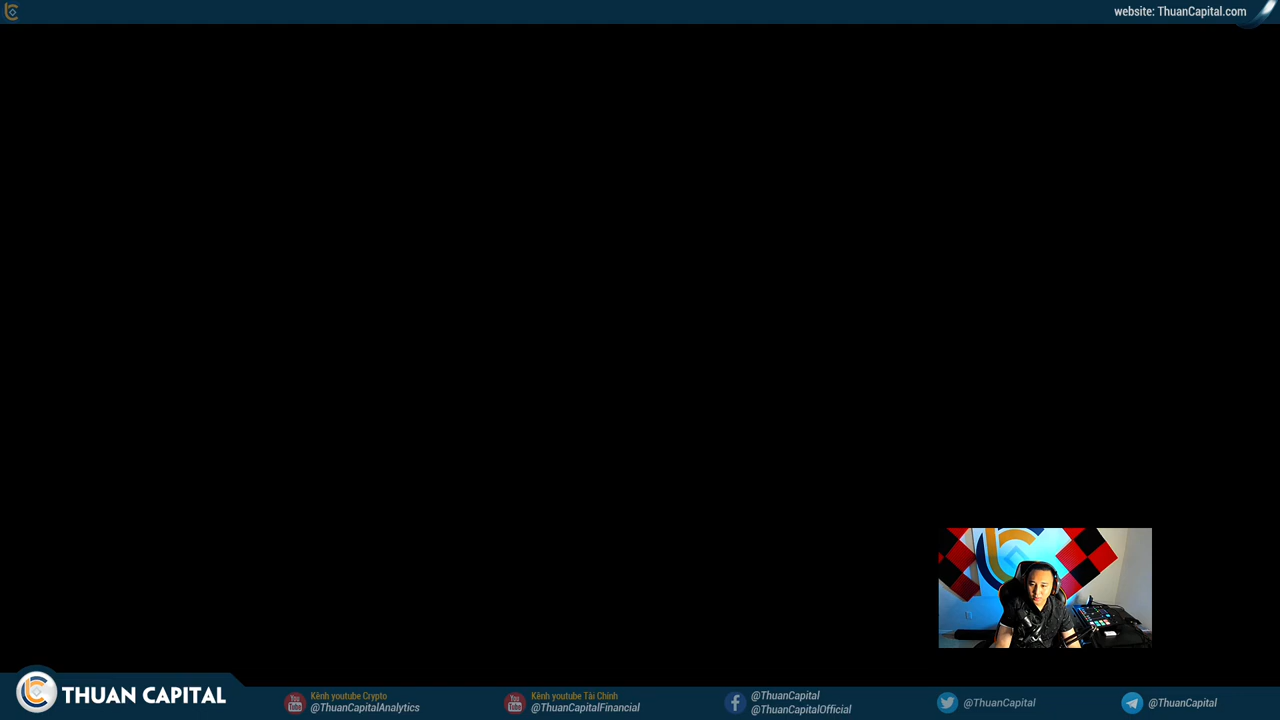 website: ThuanCapital.com
THUAN CAPITAL
Kênh youtube Crypto
@ThuanCapitalAnalytics
Kênh youtube Tài Chính
@ThuanCapitalFinancial
@ThuanCapital
@ThuanCapitalOfficial
@ThuanCapital
@ThuanCapital